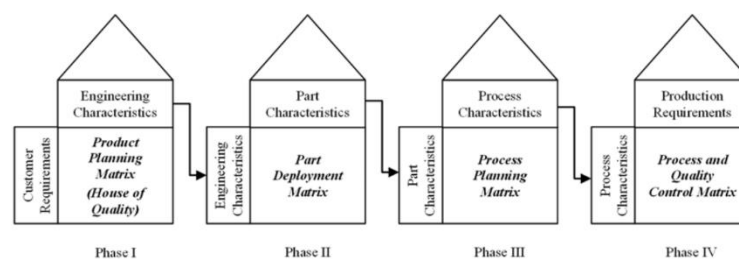 Engineering
Characteristics
Customer
Requirements
Product
Planning
Matrix
(House of
Quality)
Phase I
Part
Characteristics
Engineering
Characteristics
Part
Deployment
Matrix
Phase II
Process
Characteristics
Part
Characteristics
Process
Planning
Matrix
Phase III
Production
Requirements
Process
Characteristics
Process and
Quality
Control Matrix
Phase IV